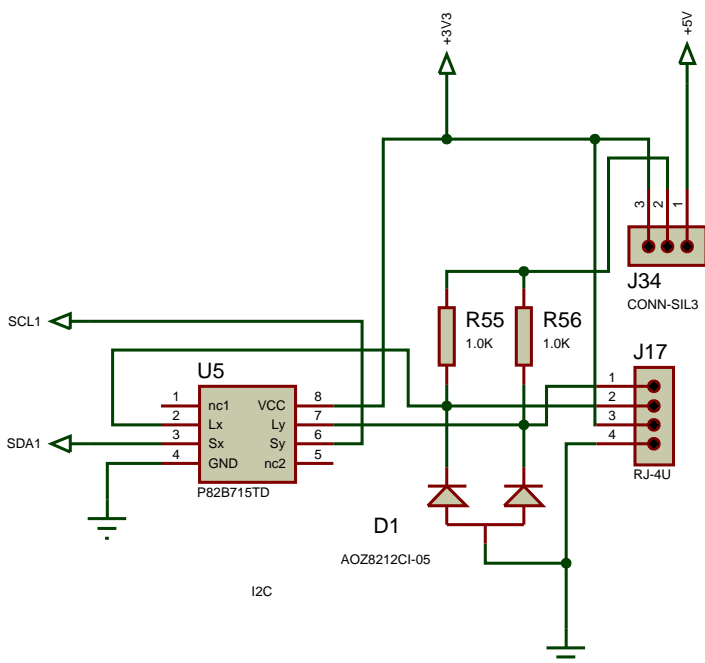 +3V3
+5V
3
2
1
J34
CONN-SIL3
SCL1
R55
1.0K
R56
1.0K
J17
U5
1
2
3
4
nc1
Lx
Sx
GND
VCC
Ly
Sy
nc2
8
7
6
5
SDA1
P82B715TD
1
2
3
4
RJ-4U
D1
AOZ8212CI-05
I2C